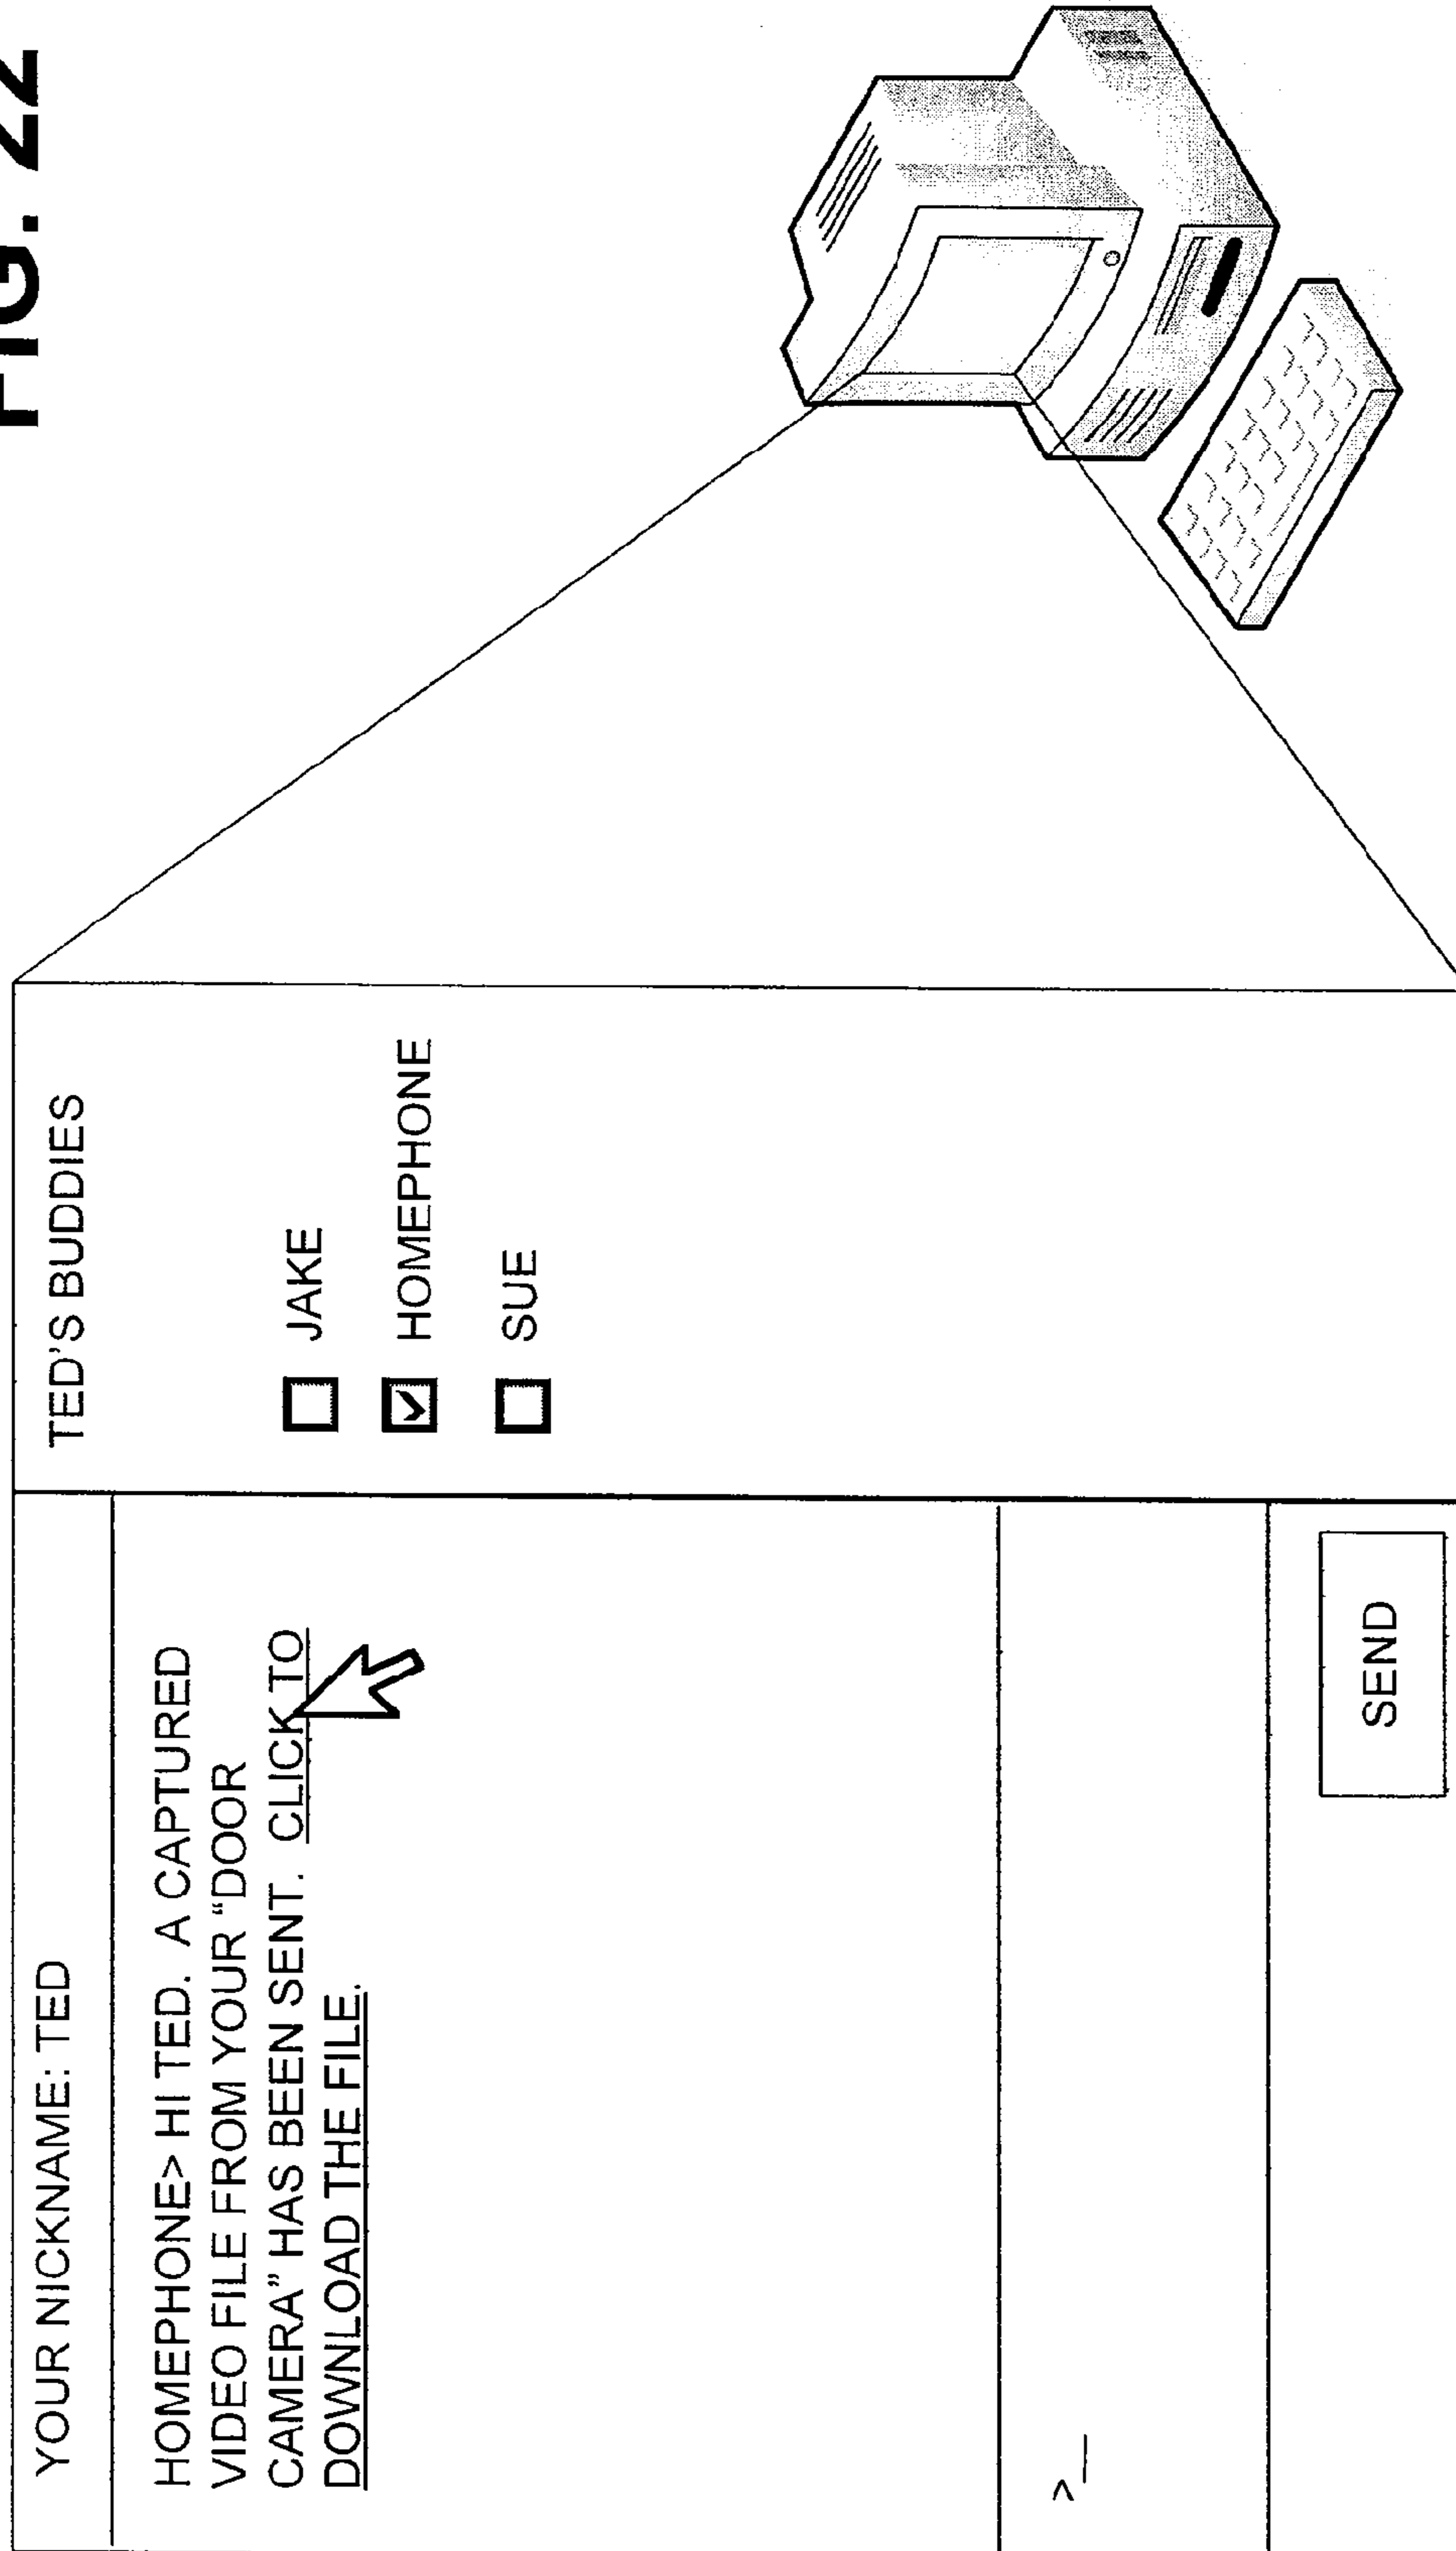 FIG. 22
YOUR NICKNAME: TED
HOMEPHONE> HI TED. A CAPTURED
VIDEO FILE FROM YOUR “DOOR
CAMERA” HAS BEEN SENT. CLICK TO
DOWNLOAD THE FILE.
>_
SEND
TED'S BUDDIES
JAKE
HOMEPHONE
SUE